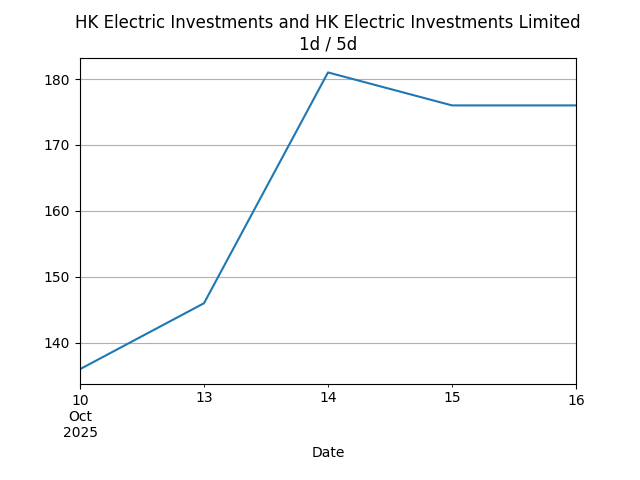 HK Electric Investments and HK Electric Investments Limited
1d / 5d
180
170
160
150
140
10 13 14 15 16
Oct
2025
Date